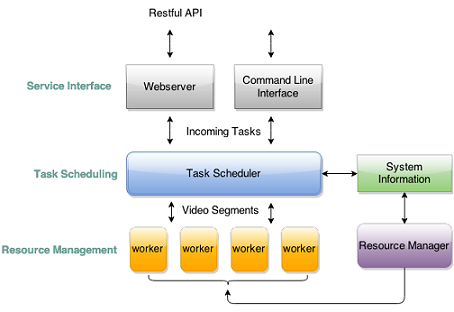 Restful API
Service Interface
Webserver
Command Line
Interface
Incoming Tasks
Task Scheduling
Task Scheduler
System
Information
Video Segments
Resource Management
worker
worker
worker
worker
Resource Manager